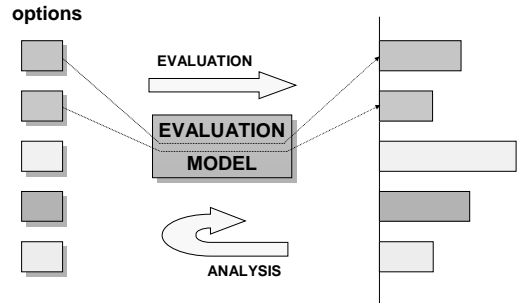 options
EVALUATION
EVALUATION
MODEL
ANALYSIS